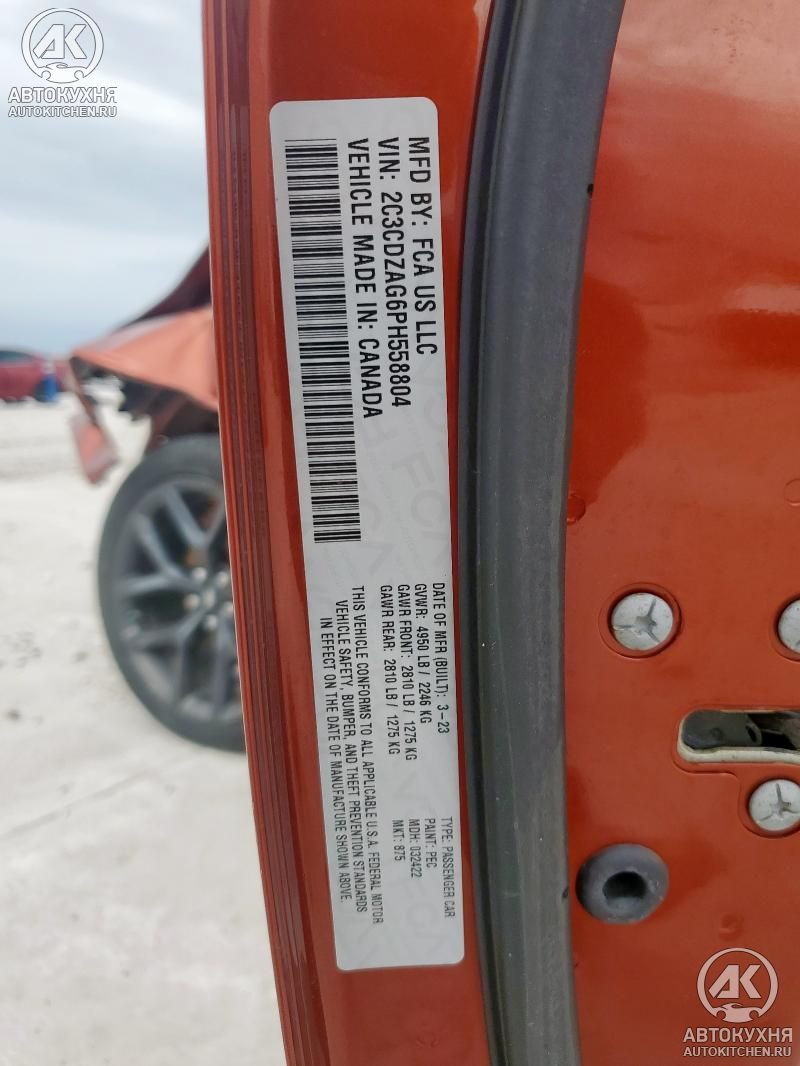 АК
АВТОКУХНЯ
AUTOKITCHEN.RU
MFD BY: FCA US LLC
VIN: 2C3CDZAG6PH558804
VEHICLE MADE IN: CANADA
DATE OF MFR (BUILT): 3-23
GVWR: 4950 LB / 2246 KG
GAWR FRONT: 2810 LB / 1275 KG
GAWR REAR: 2810 LB / 1275 KG
THIS VEHICLE CONFORMS TO ALL APPLICABLE U.S.A. FEDERAL MOTOR
VEHICLE SAFETY, BUMPER, AND THEFT PREVENTION STANDARDS
IN EFFECT ON THE DATE OF MANUFACTURE SHOWN ABOVE.
TYPE: PASSENGER CAR
PAINT: PEC
MDH: 032422
MKT: 875
АК
АВТОКУХНЯ
AUTOKITCHEN.RU